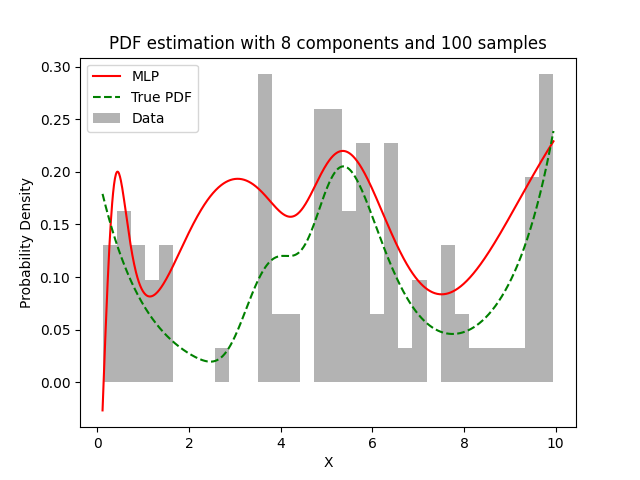 PDF estimation with 8 components and 100 samples
MLP
True PDF
Data
Probability Density
0.30
0.25
0.20
0.15
0.10
0.05
0.00
0 2 4 6 8 10
X